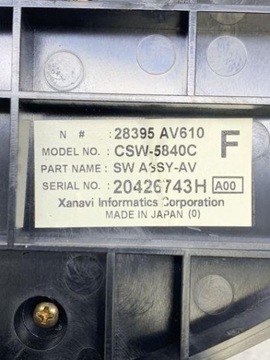 N # : 28395 AV610
MODEL NO. : CSW-5840C F
PART NAME : SW ASSY-AV
SERIAL NO. : 20426743H A00
Xanavi Informatics Corporation
MADE IN JAPAN (0)